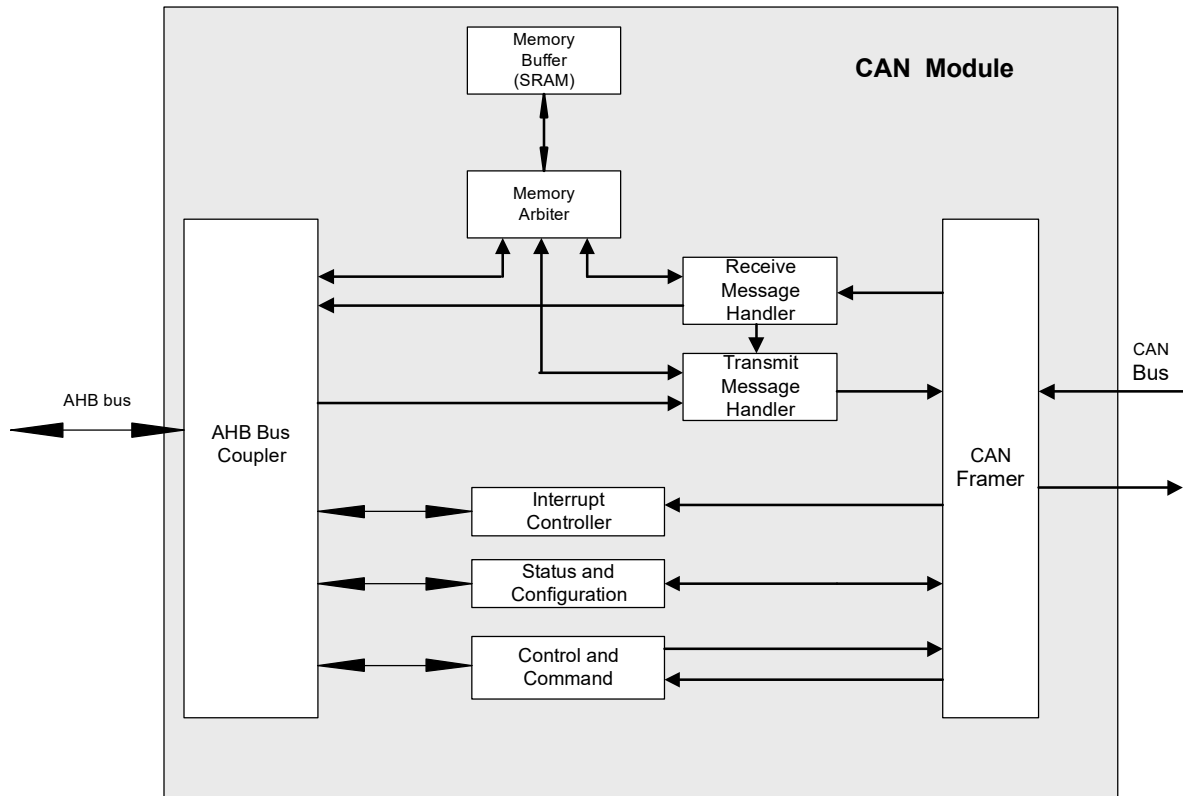 Memory
Buffer
(SRAM)
CAN Module
Memory
Arbiter
Receive
Message
Handler
Transmit
Message
Handler
CAN
Bus
AHB bus
AHB Bus
Coupler
CAN
Framer
Interrupt
Controller
Status and
Configuration
Control and
Command